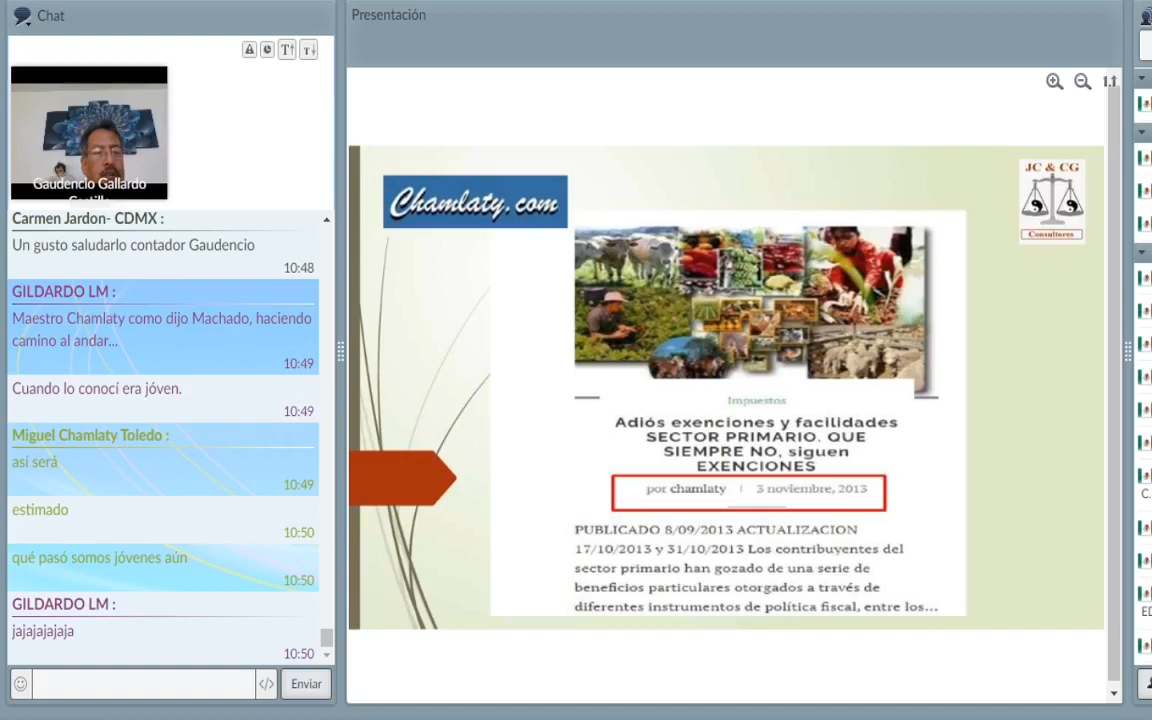 Chat
Gaudencio Gallardo
Carmen Jardon- CDMX :
Un gusto saludarlo contador Gaudencio
10:48
GILDARDO LM :
Maestro Chamlaty como dijo Machado, haciendo
camino al andar...
10:49
Cuando lo conocí era jóven.
10:49
Miguel Chamlaty Toledo :
así será
10:49
estimado
10:50
qué pasó somos jóvenes aún
10:50
GILDARDO LM :
jajajajajaja
10:50
Enviar
Presentación
1:1
Chamlaty.com
JC & CG
Consultores
Impuestos
Adiós exenciones y facilidades
SECTOR PRIMARIO. QUE
SIEMPRE NO, siguen
EXENCIONES
por chamlaty | 3 noviembre, 2013
PUBLICADO 8/09/2013 ACTUALIZACION
17/10/2013 y 31/10/2013 Los contribuyentes del
sector primario han gozado de una serie de
beneficios particulares otorgados a través de
diferentes instrumentos de política fiscal, entre los...
C.